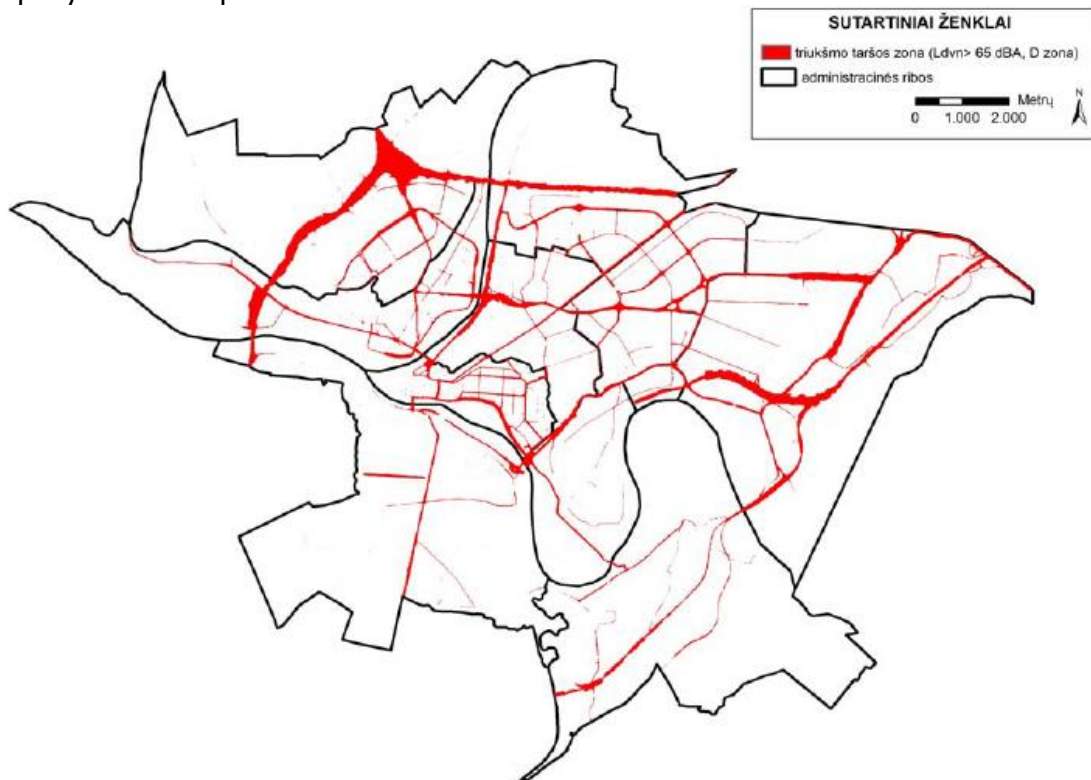 SUTARTINIAI ŽENKLAI
triukšmo taršos zona (Ldvn> 65 dBA, D zona)
administracinės ribos
N
Metrų
0 1.000 2.000